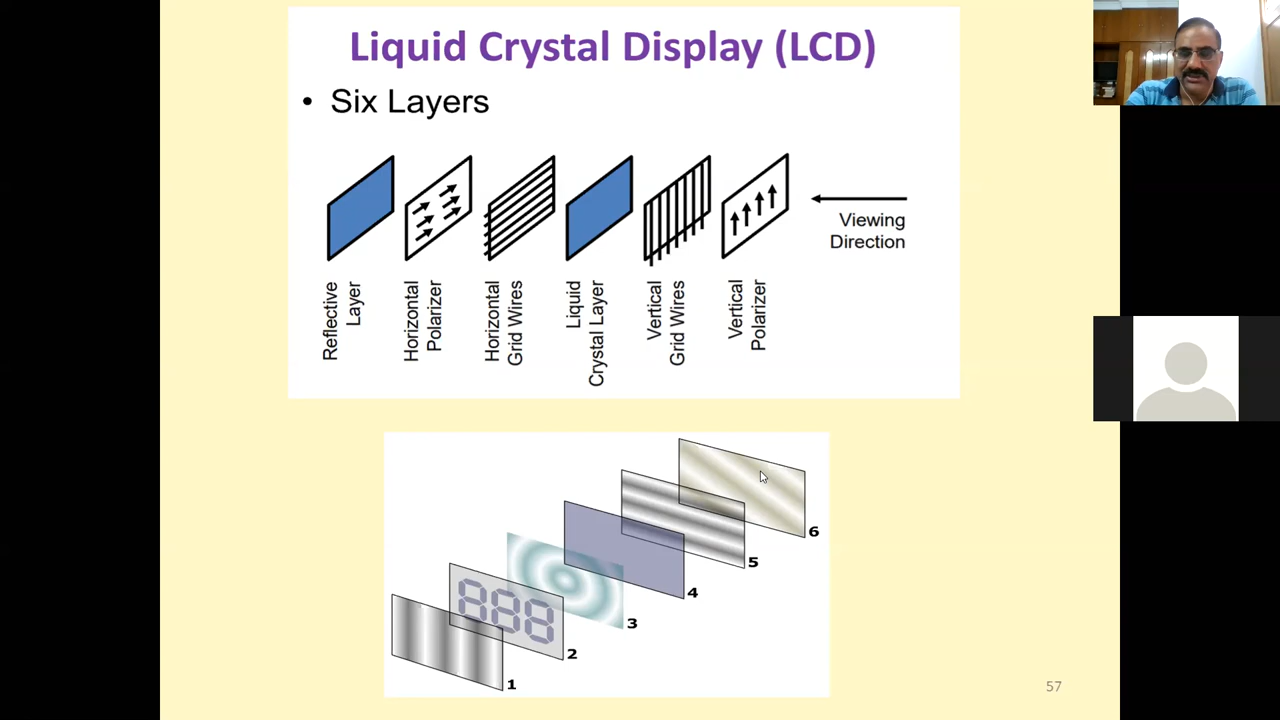 Liquid Crystal Display (LCD)
• Six Layers
Viewing
Direction
Reflective
Layer
Horizontal
Polarizer
Horizontal
Grid Wires
Liquid
Crystal Layer
Vertical
Grid Wires
Vertical
Polarizer
6
5
4
3
888
2
1
57